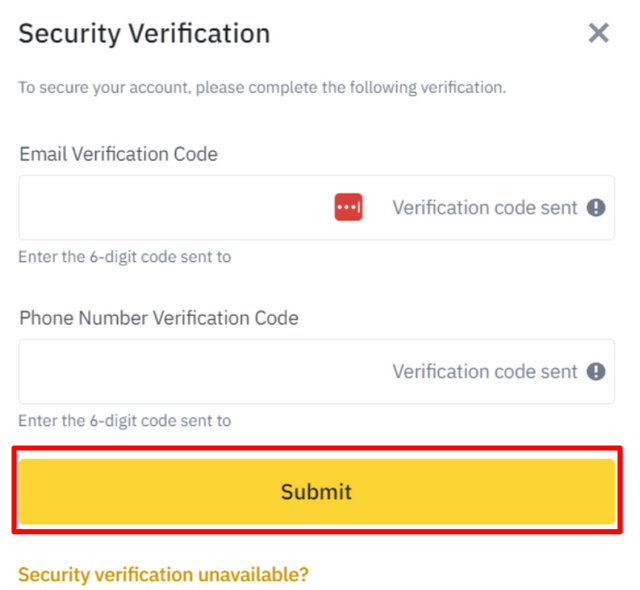 Security Verification
To secure your account, please complete the following verification.
Email Verification Code
Verification code sent
Enter the 6-digit code sent to
Phone Number Verification Code
Verification code sent
Enter the 6-digit code sent to
Submit
Security verification unavailable?